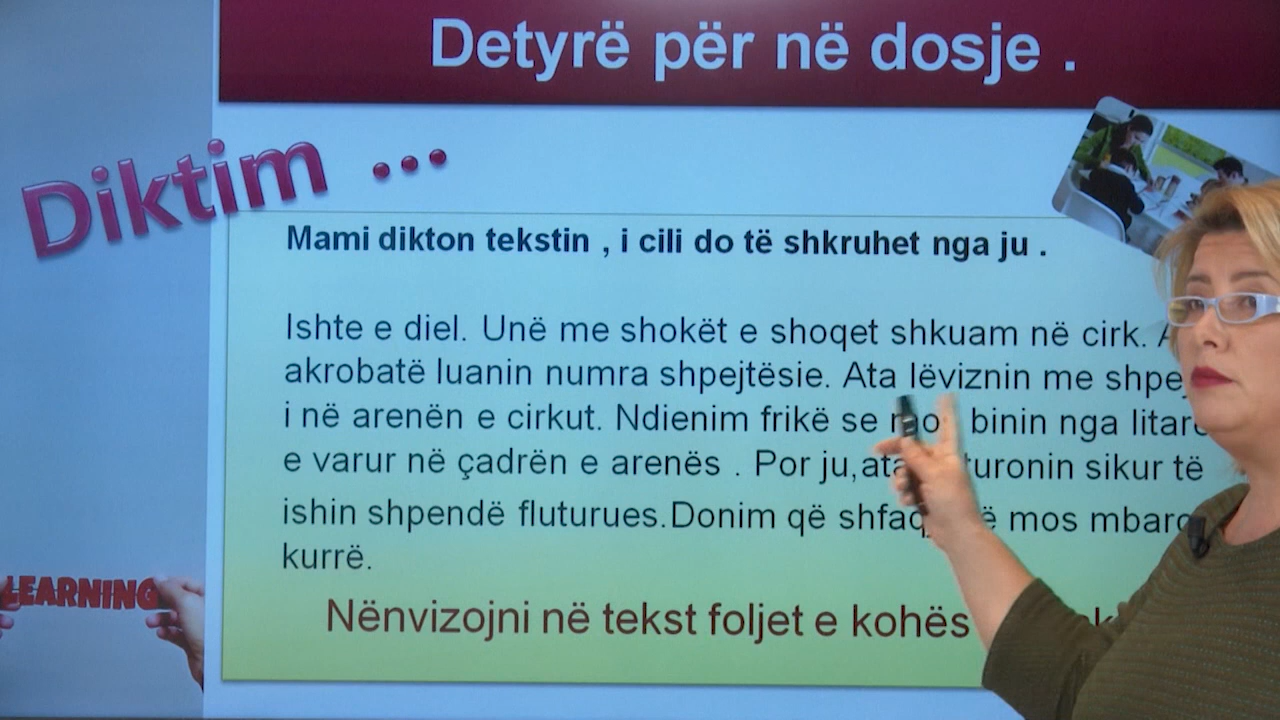 Detyrë për në dosje .
Diktim ...
Mami dikton tekstin , i cili do të shkruhet nga ju .
Ishte e diel. Unë me shokët e shoqet shkuam në cirk.
akrobatë luanin numra shpejtësie. Ata lëviznin me
i në arenën e cirkut. Ndienim frikë se binin nga
e varur në çadrën e arenës . Por ju, sikur të
ishin shpendë fluturues.Donim që mos
kurrë.
Nënvizojni në tekst foljet e kohës
LEARNING